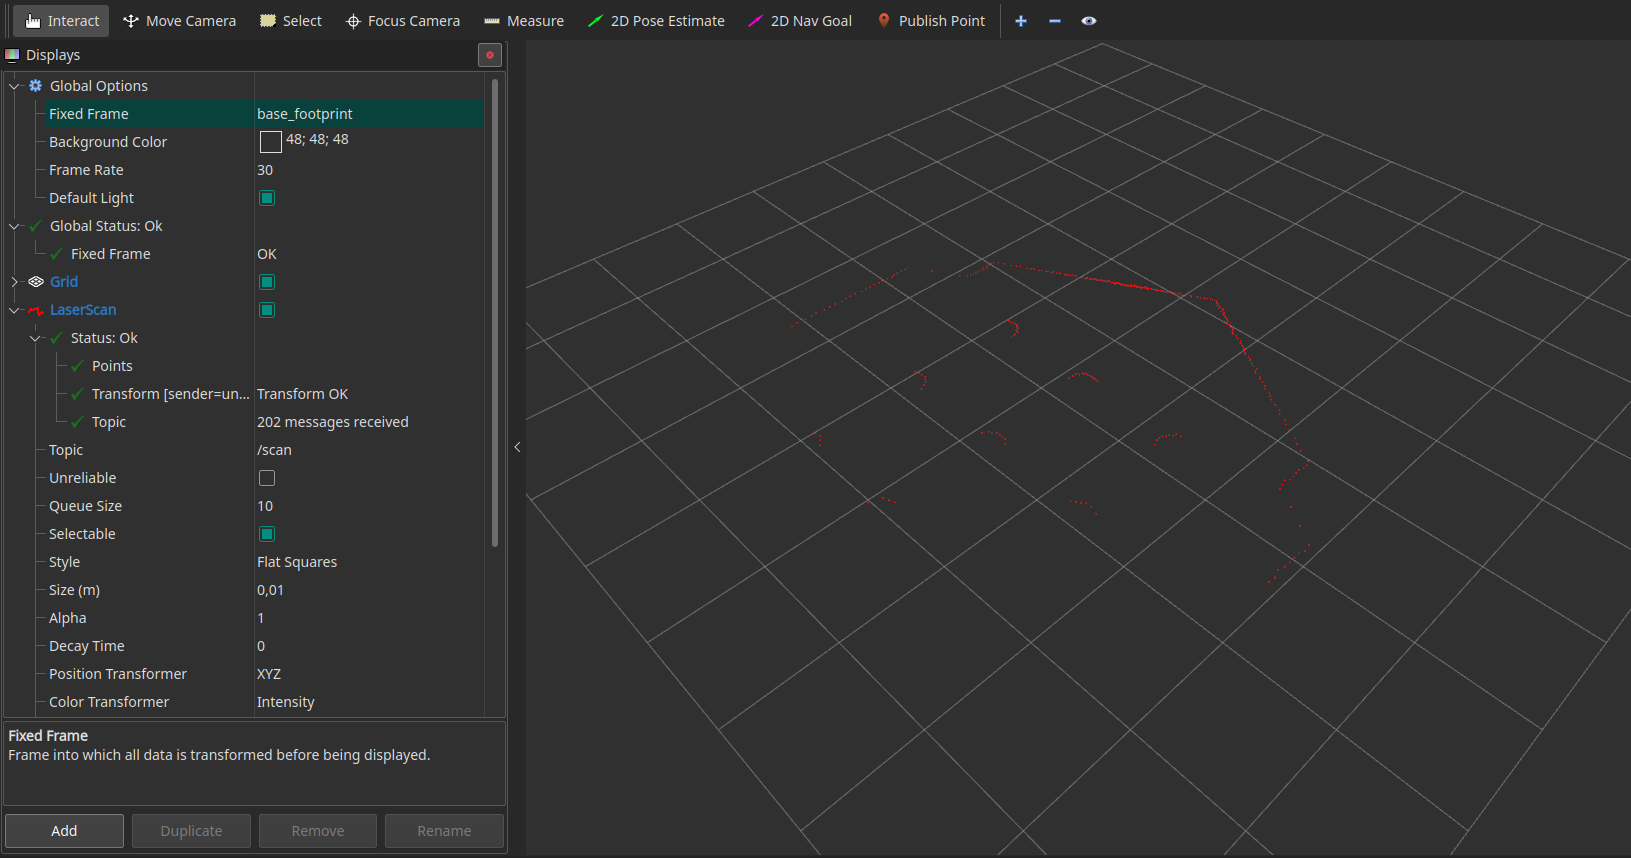 Interact Move Camera Select Focus Camera Measure 2D Pose Estimate 2D Nav Goal Publish Point
Displays
Global Options
Fixed Frame base_footprint
Background Color 48; 48; 48
Frame Rate 30
Default Light
Global Status: Ok
Fixed Frame OK
Grid
LaserScan
Status: Ok
Points
Transform [sender=un... Transform OK
Topic 202 messages received
Topic /scan
Unreliable
Queue Size 10
Selectable
Style Flat Squares
Size (m) 0,01
Alpha 1
Decay Time 0
Position Transformer XYZ
Color Transformer Intensity
Fixed Frame
Frame into which all data is transformed before being displayed.
Add Duplicate Remove Rename